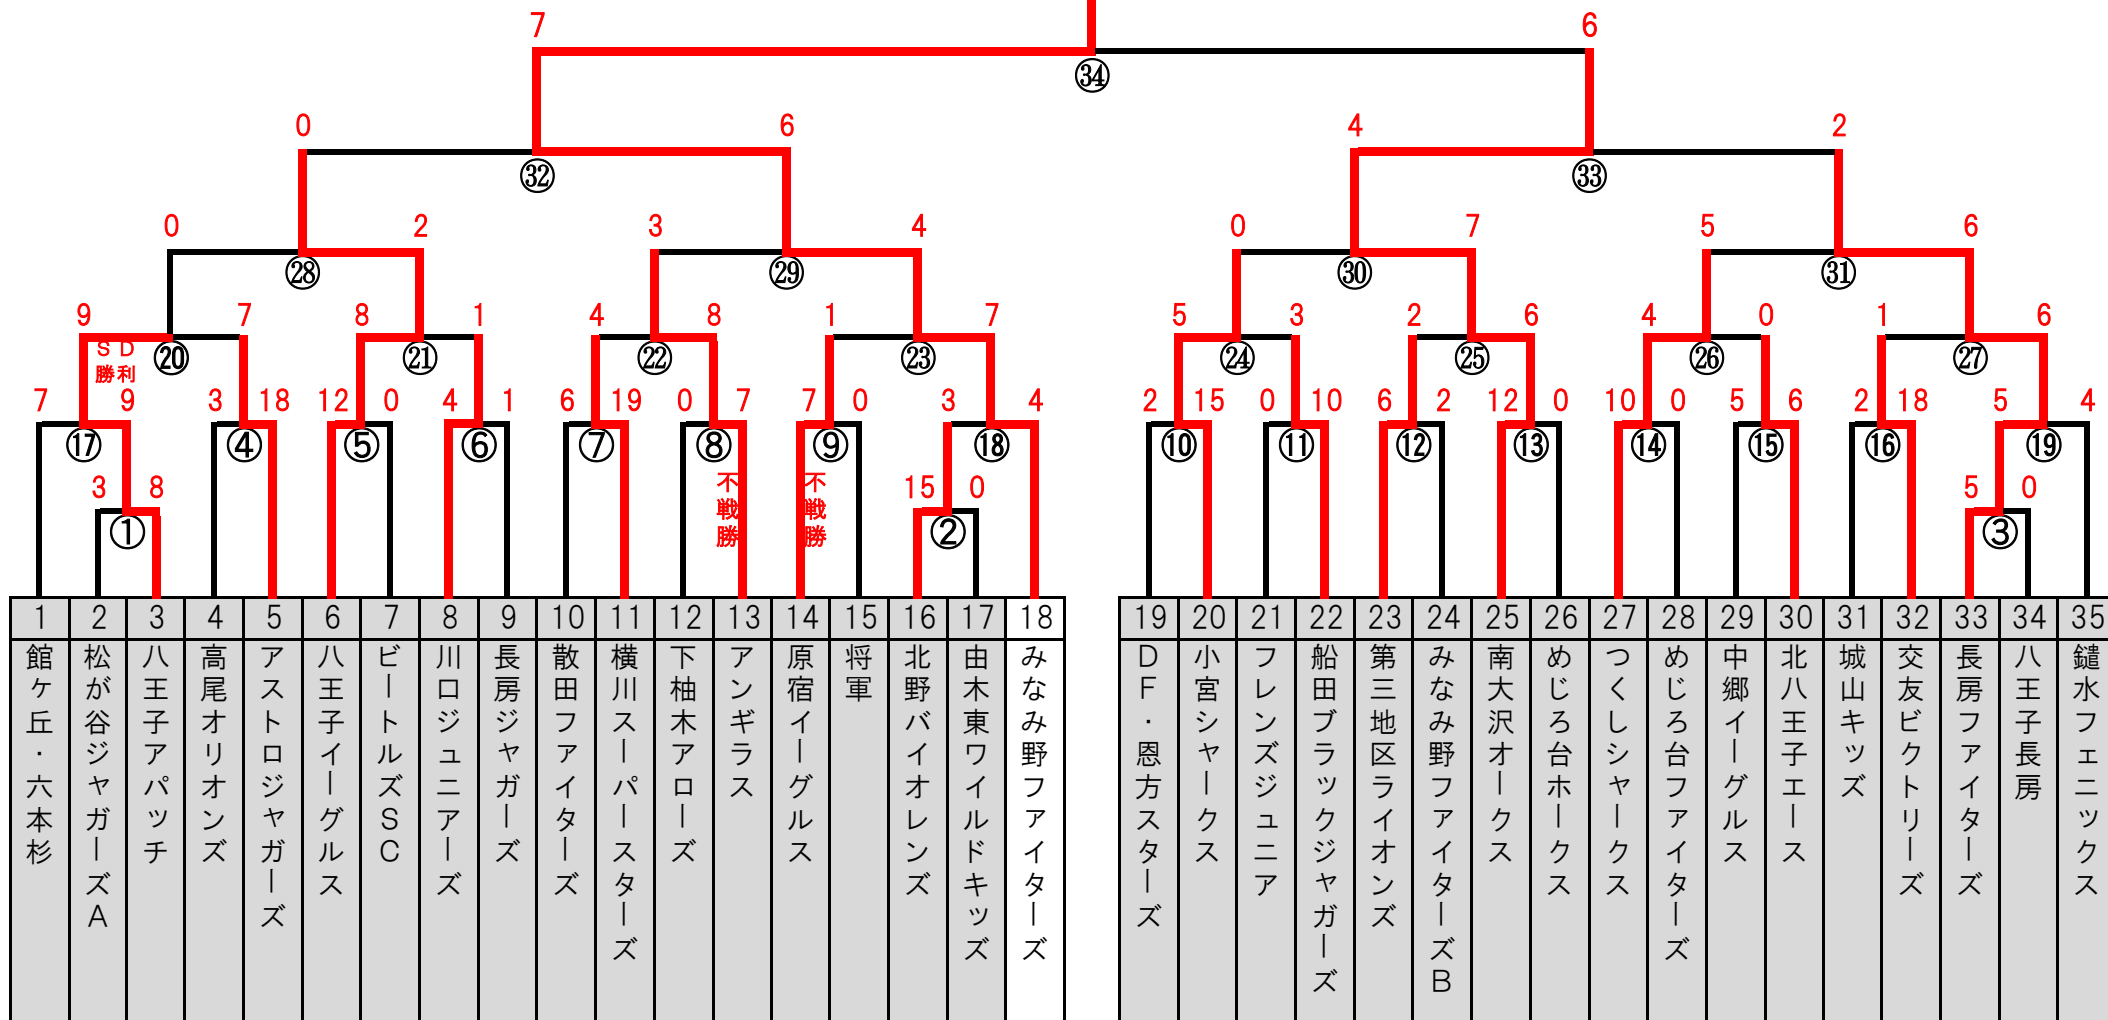 7 6
㉞
0 6 4 2
㉜ ㉝
0 2 3 4 0 7 5 6
㉘ ㉙ ㉚ ㉛
9 7 8 1 4 8 1 7 5 3 2 6 4 0 1 6
SD
勝利
⑳ ㉑ ㉒ ㉓ ㉔ ㉕ ㉖ ㉗
7 9 3 18 12 0 4 1 6 19 0 7 7 0 3 4 2 15 0 10 6 2 12 0 10 0 5 6 2 18 5 4
⑰ ④ ⑤ ⑥ ⑦ ⑧ ⑨ ⑱ ⑩ ⑪ ⑫ ⑬ ⑭ ⑮ ⑯ ⑲
3 8 15 0 5 0
不戦勝
不戦勝
① ② ③
1 2 3 4 5 6 7 8 9 10 11 12 13 14 15 16 17 18 19 20 21 22 23 24 25 26 27 28 29 30 31 32 33 34 35
館ヶ丘・六本杉
松が谷ジャガーズA
八王子アパッチ
高尾オリオンズ
アストロジャガーズ
八王子イーグルス
ビートルズSC
川口ジュニアーズ
長房ジャガーズ
散田ファイターズ
横川スーパースターズ
下柚木アローズ
アンギラス
原宿イーグルス
将軍
北野バイオレンズ
由木東ワイルドキッズ
みなみ野ファイターズ
DF・恩方スターズ
小宮シャークス
フレンズジュニア
船田ブラックジャガーズ
第三地区ライオンズ
みなみ野ファイターズB
南大沢オークス
めじろ台ホークス
つくしシャークス
めじろ台ファイターズ
中郷イーグルス
北八王子エース
城山キッズ
交友ビクトリーズ
長房ファイターズ
八王子長房
鑓水フェニックス